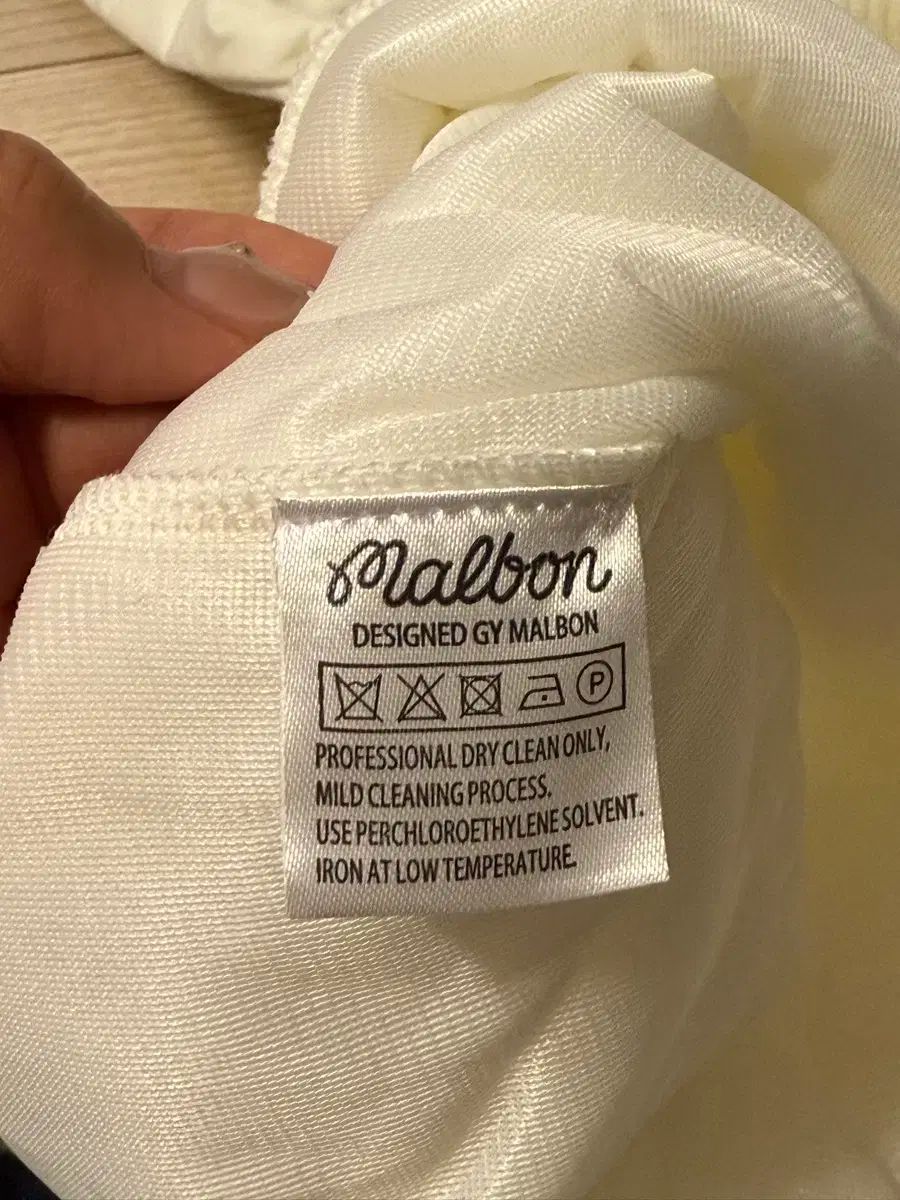 Malbon
DESIGNED GY MALBON
P
PROFESSIONAL DRY CLEAN ONLY,
MILD CLEANING PROCESS.
USE PERCHLOROETHYLENE SOLVENT.
IRON AT LOW TEMPERATURE.